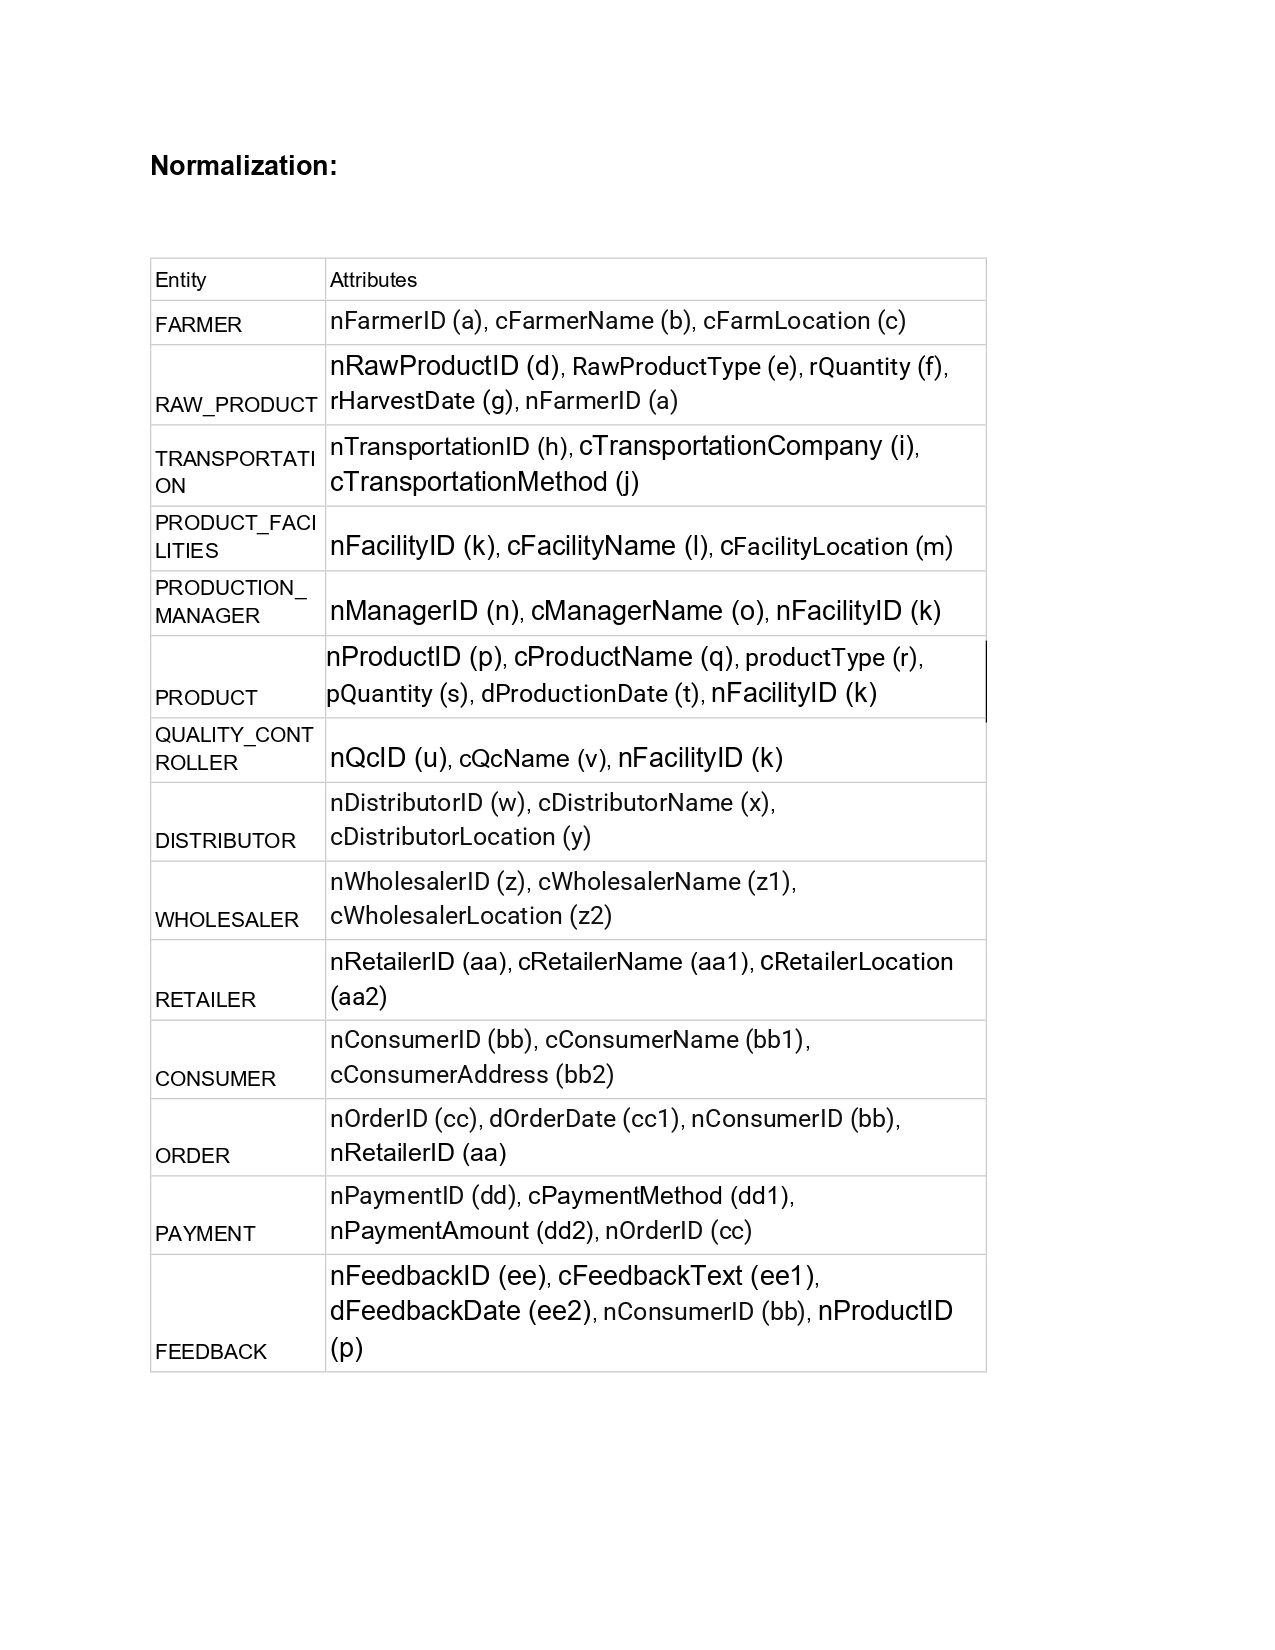 Normalization:
Entity Attributes
FARMER nFarmerID (a), cFarmerName (b), cFarmLocation (c)
nRawProductID (d), RawProductType (e), rQuantity (f),
RAW_PRODUCT rHarvestDate (g), nFarmerID (a)
nTransportationID (h), cTransportationCompany (i),
TRANSPORTATI
ON cTransportationMethod (j)
PRODUCT_FACI
LITIES nFacilityID (k), cFacilityName (l), cFacilityLocation (m)
PRODUCTION_
MANAGER nManagerID (n), cManagerName (o), nFacilityID (k)
nProductID (p), cProductName (q), productType (r),
PRODUCT pQuantity (s), dProductionDate (t), nFacilityID (k)
QUALITY_CONT
ROLLER nQcID (u), cQcName (v), nFacilityID (k)
nDistributorID (w), cDistributorName (x),
DISTRIBUTOR cDistributorLocation (y)
nWholesalerID (z), cWholesalerName (z1),
WHOLESALER cWholesalerLocation (z2)
nRetailerID (aa), cRetailerName (aa1), cRetailerLocation
RETAILER (aa2)
nConsumerID (bb), cConsumerName (bb1),
CONSUMER cConsumerAddress (bb2)
nOrderID (cc), dOrderDate (cc1), nConsumerID (bb),
ORDER nRetailerID (aa)
nPaymentID (dd), cPaymentMethod (dd1),
PAYMENT nPaymentAmount (dd2), nOrderID (cc)
nFeedbackID (ee), cFeedbackText (ee1),
dFeedbackDate (ee2), nConsumerID (bb), nProductID
FEEDBACK (p)